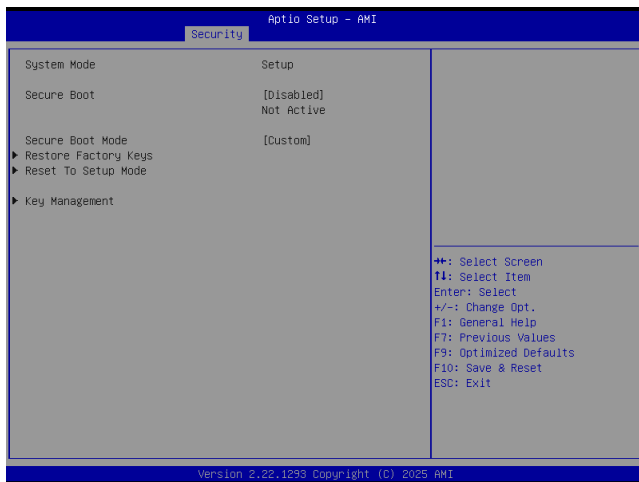 Aptio Setup – AMI
Security
System Mode Setup
Secure Boot [Disabled]
Not Active
Secure Boot Mode [Custom]
▶ Restore Factory Keys
▶ Reset To Setup Mode
▶ Key Management
→←: Select Screen
↑↓: Select Item
Enter: Select
+/-: Change Opt.
F1: General Help
F7: Previous Values
F9: Optimized Defaults
F10: Save & Reset
ESC: Exit
Version 2.22.1293 Copyright (C) 2025 AMI